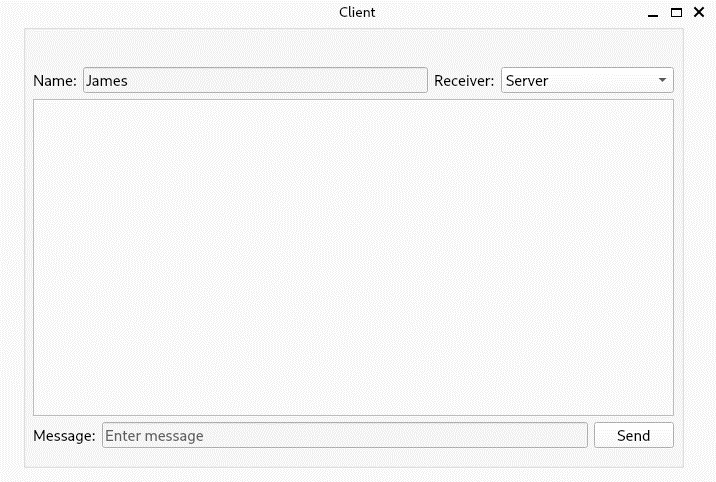 Client
Name: James Receiver: Server
Message: Enter message Send